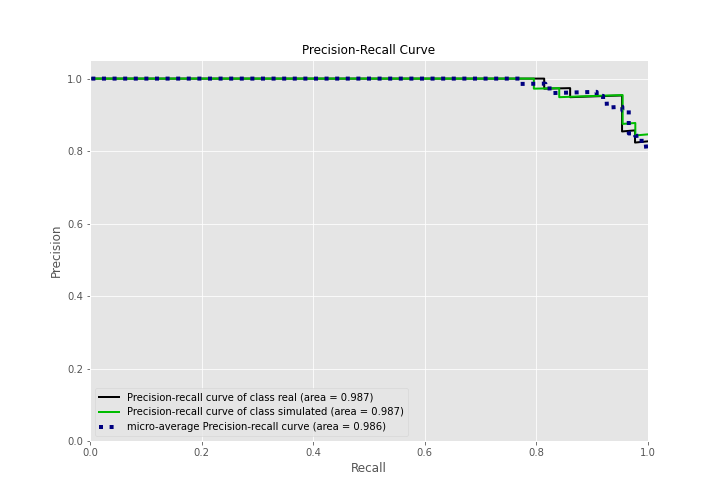 Precision-Recall Curve
1.0
0.8
0.6
0.4
0.2
0.0
Precision
Precision-recall curve of class real (area = 0.987)
Precision-recall curve of class simulated (area = 0.987)
micro-average Precision-recall curve (area = 0.986)
0.0 0.2 0.4 0.6 0.8 1.0
Recall